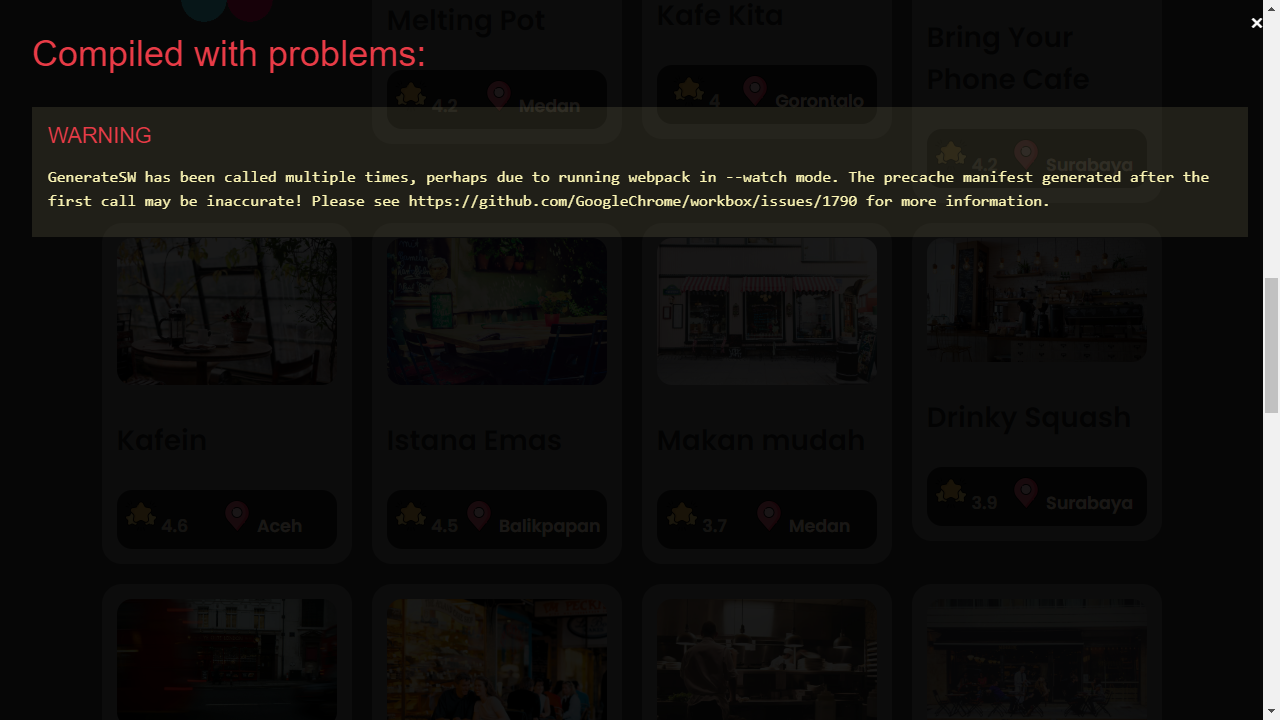 Melting Pot
Kafe Kita
Bring Your
Phone Cafe
×
Compiled with problems:
4.2 Medan
4 Gorontalo
4.2 Surabaya
WARNING
GenerateSW has been called multiple times, perhaps due to running webpack in --watch mode. The precache manifest generated after the
first call may be inaccurate! Please see https://github.com/GoogleChrome/workbox/issues/1790 for more information.
Kafein
Istana Emas
Makan mudah
Drinky Squash
4.6 Aceh
4.5 Balikpapan
3.7 Medan
3.9 Surabaya